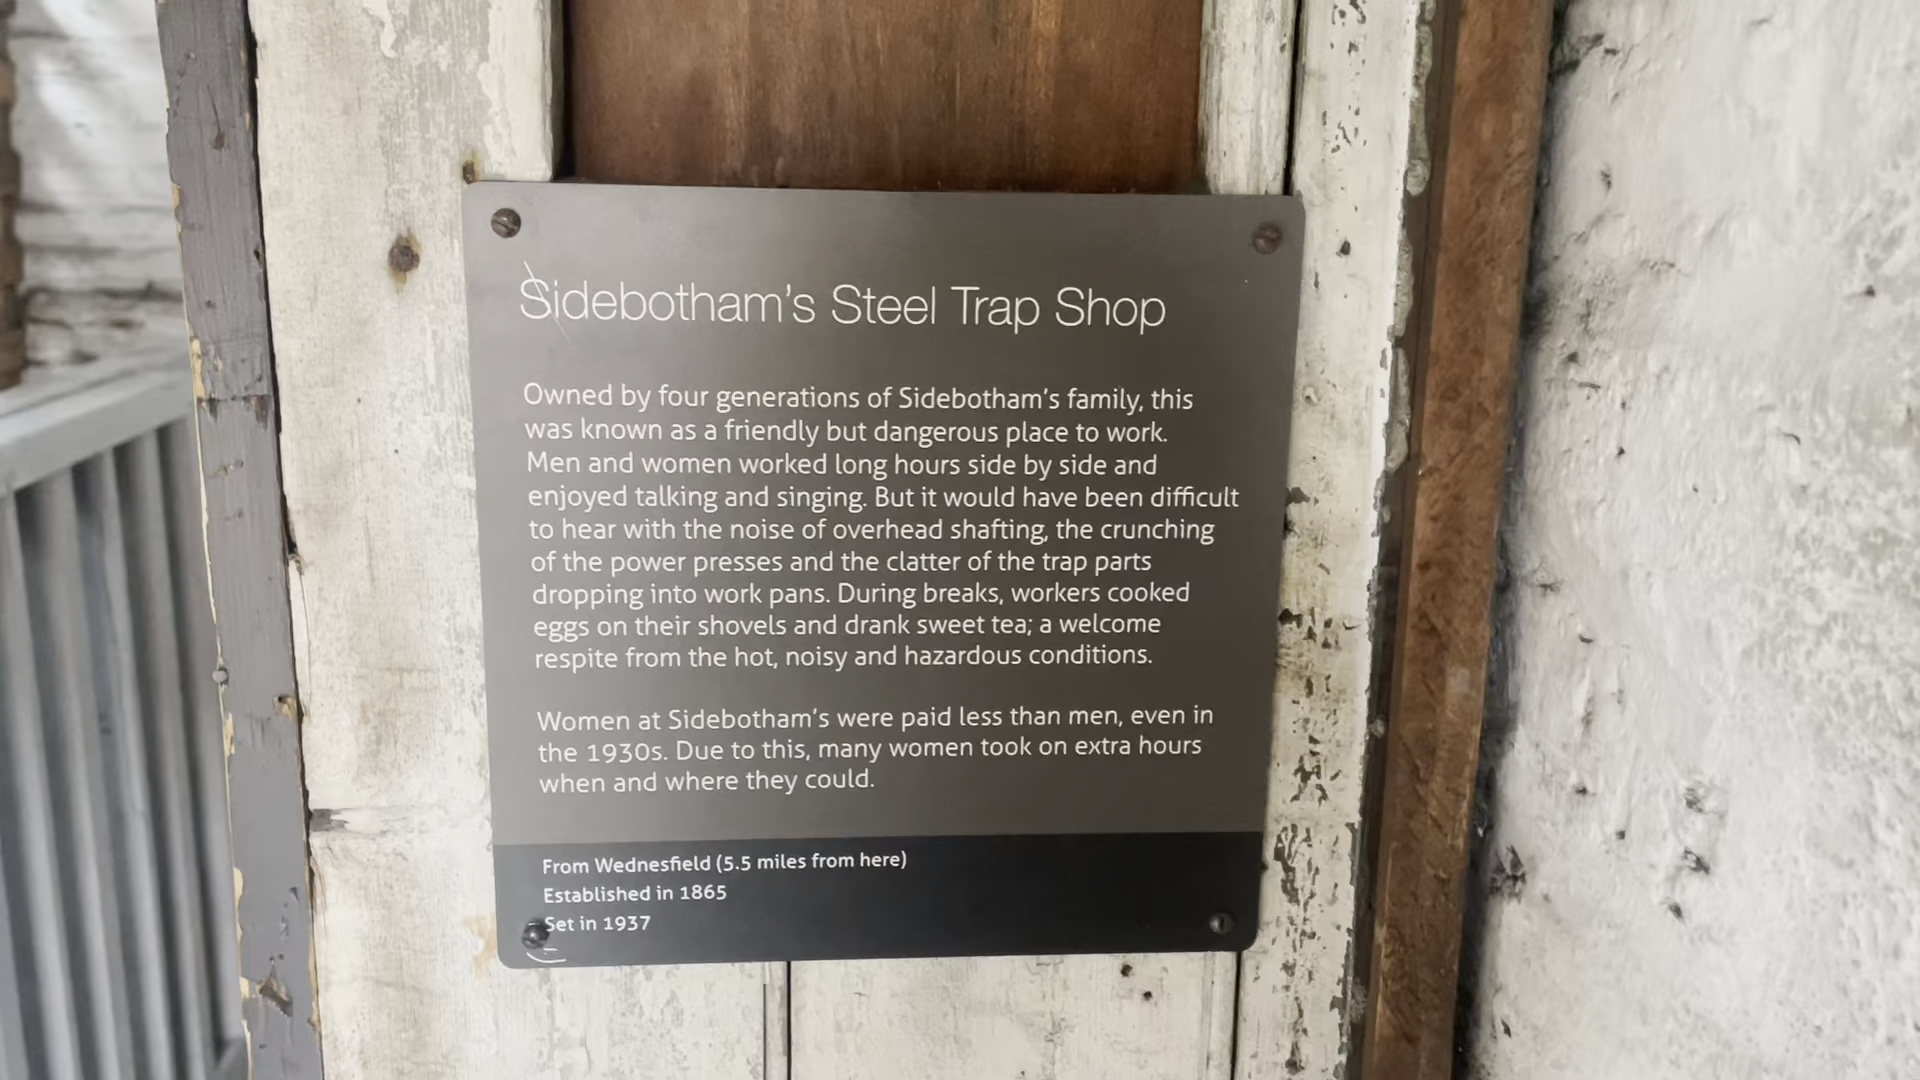 Sidebotham's Steel Trap Shop
Owned by four generations of Sidebotham's family, this
was known as a friendly but dangerous place to work.
Men and women worked long hours side by side and
enjoyed talking and singing. But it would have been difficult
to hear with the noise of overhead shafting, the crunching
of the power presses and the clatter of the trap parts
dropping into work pans. During breaks, workers cooked
eggs on their shovels and drank sweet tea; a welcome
respite from the hot, noisy and hazardous conditions.
Women at Sidebotham's were paid less than men, even in
the 1930s. Due to this, many women took on extra hours
when and where they could.
From Wednesfield (5.5 miles from here)
Established in 1865
Set in 1937